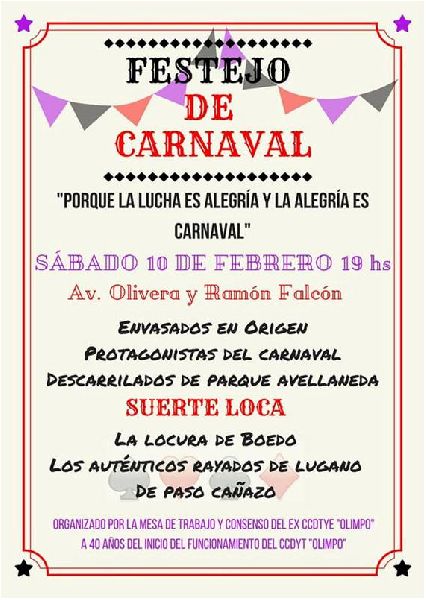 FESTEJO
DE
CARNAVAL
"PORQUE LA LUCHA ES ALEGRÍA Y LA ALEGRÍA ES
CARNAVAL"
SÁBADO 10 DE FEBRERO 19 hs
Av. Olivera y Ramón Falcón
ENVASADOS EN ORIGEN
PROTAGONISTAS DEL CARNAVAL
DESCARRILADOS DE PARQUE AVELLANEDA
SUERTE LOCA
LA LOCURA DE BOEDO
LOS AUTÉNTICOS RAYADOS DE LUGANO
DE PASO CAÑAZO
ORGANIZADO POR LA MESA DE TRABAJO Y CONSENSO DEL EX CCDTYE "OLIMPO"
A 40 AÑOS DEL INICIO DEL FUNCIONAMIENTO DEL CCDYT "OLIMPO"